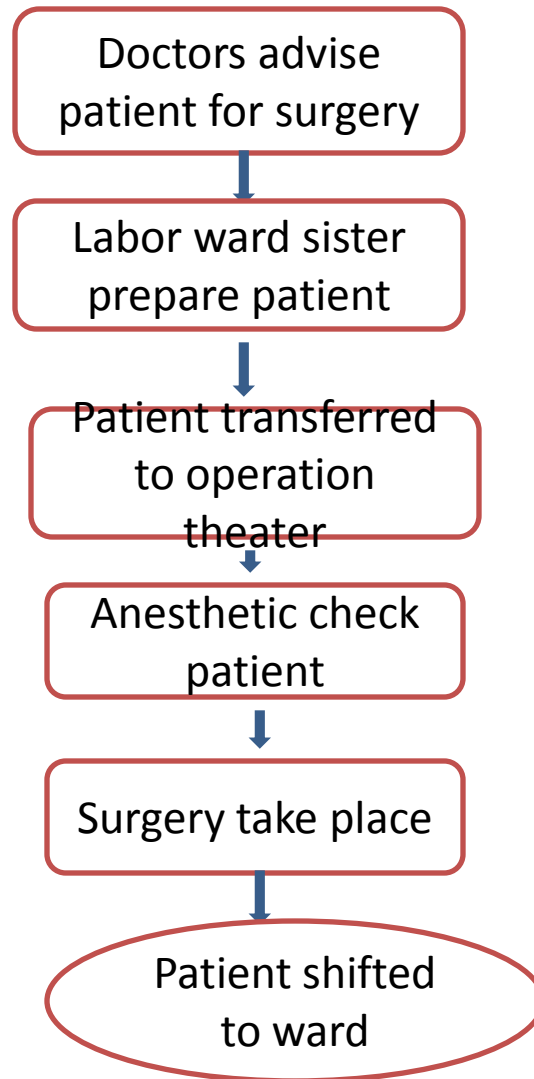 Doctors advise
patient for surgery
Labor ward sister
prepare patient
Patient transferred
to operation
theater
Anesthetic check
patient
Surgery take place
Patient shifted
to ward